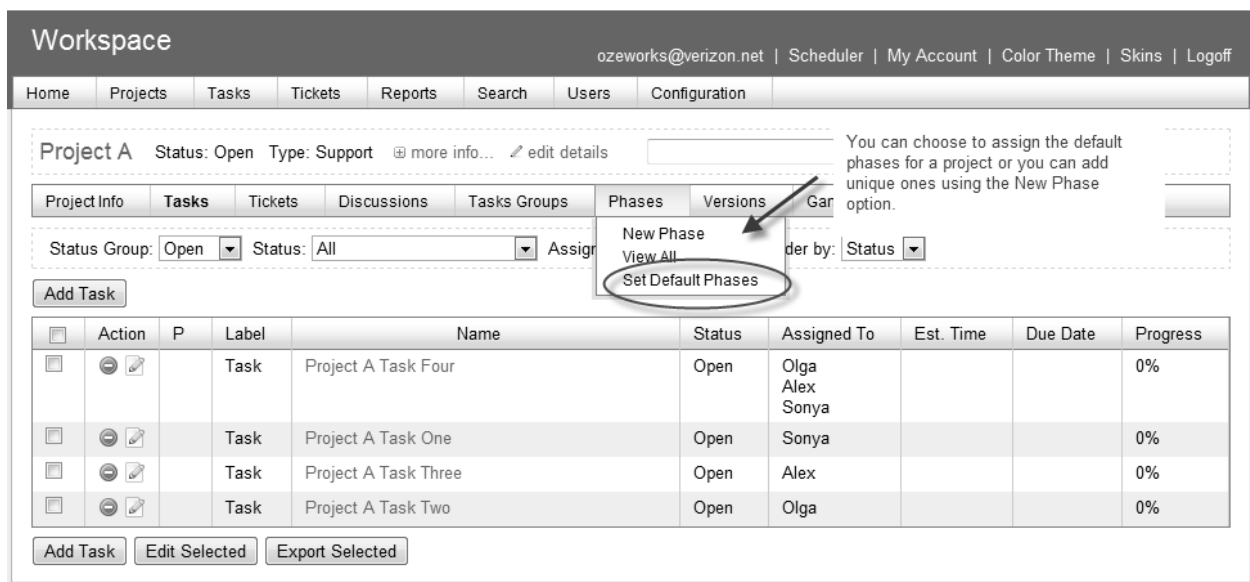 Workspace
ozeworks@verizon.net | Scheduler | My Account | Color Theme | Skins | Logoff
Home Projects Tasks Tickets Reports Search Users Configuration
Project A Status: Open Type: Support more info... edit details
You can choose to assign the default
phases for a project or you can add
unique ones using the New Phase
option.
Project Info Tasks Tickets Discussions Tasks Groups Phases Versions
New Phase
View All
Set Default Phases
Status Group: Open Status: All Order by: Status
Add Task
Action P Label Name Status Assigned To Est. Time Due Date Progress
Task Project A Task Four Open Olga 0%
Alex
Sonya
Task Project A Task One Open Sonya 0%
Task Project A Task Three Open Alex 0%
Task Project A Task Two Open Olga 0%
Add Task Edit Selected Export Selected